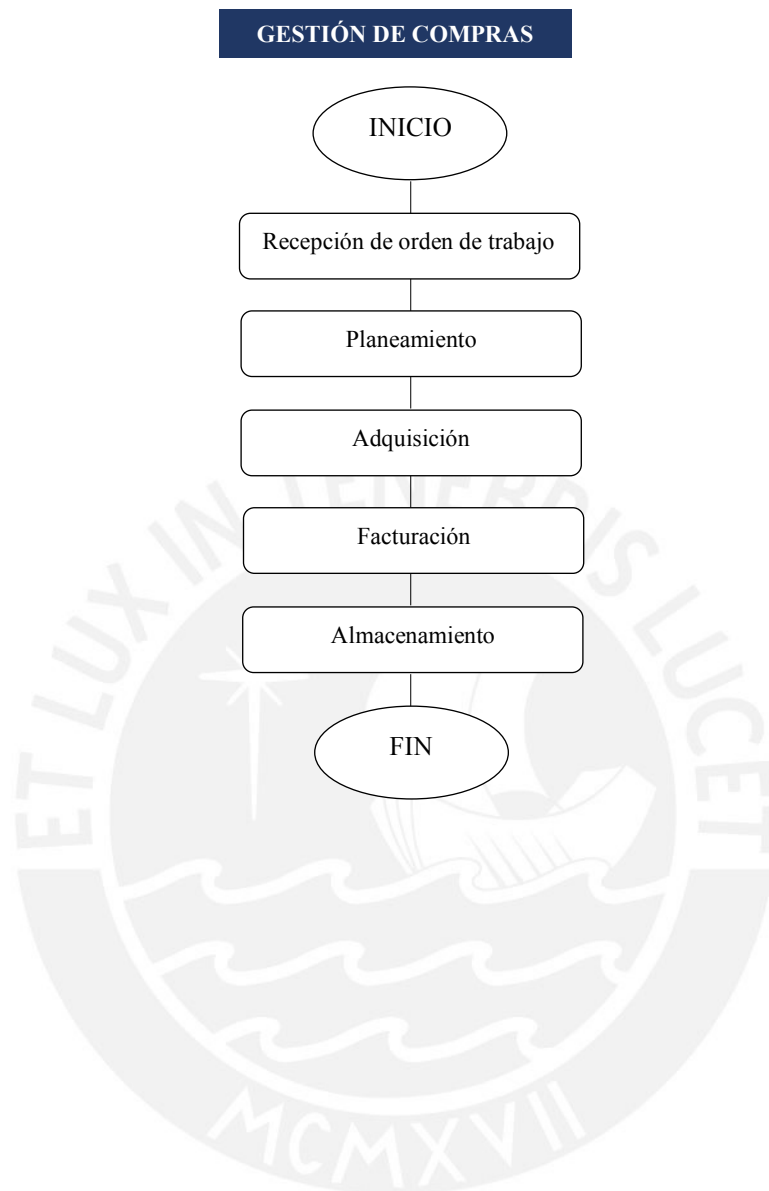 GESTIÓN DE COMPRAS
INICIO
Recepción de orden de trabajo
Planeamiento
Adquisición
Facturación
Almacenamiento
FIN
ET LUX IN TENEBRIS LUCET
MCMXVII